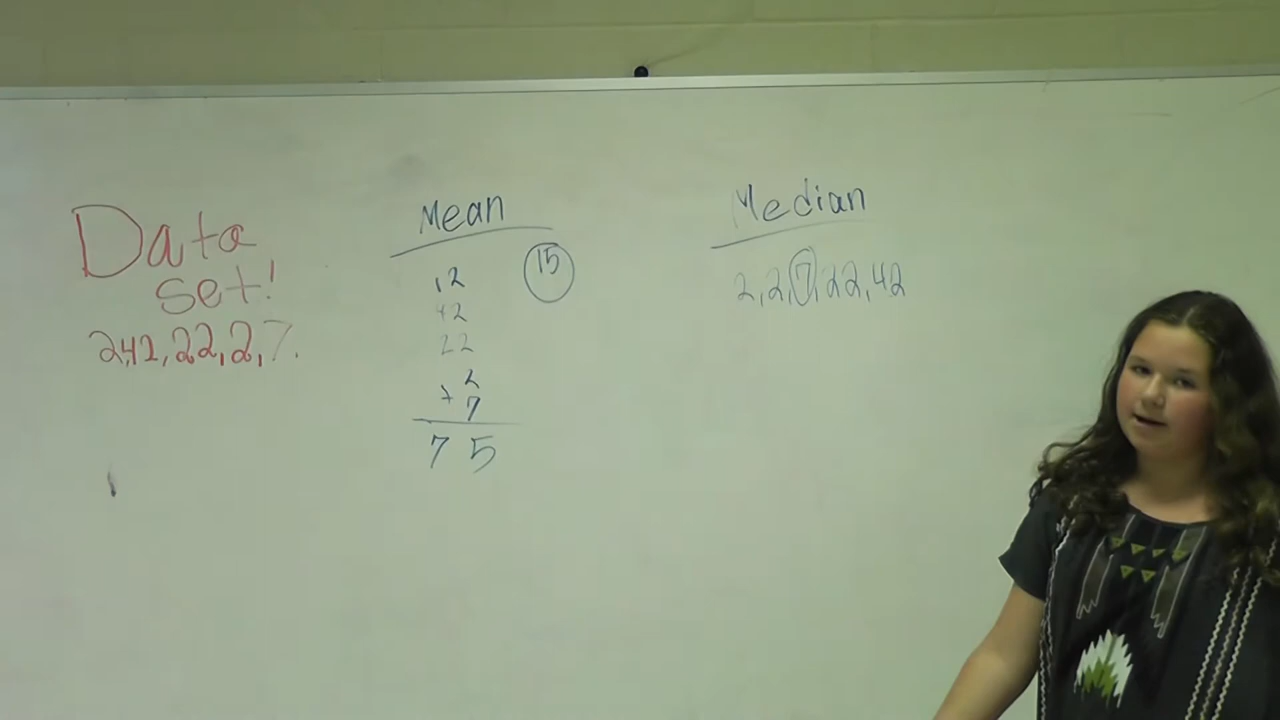 Data
set!
2,42,22,2,7.
Mean
12
15
42
22
2
+ 7
75
Median
2,2,7,22,42